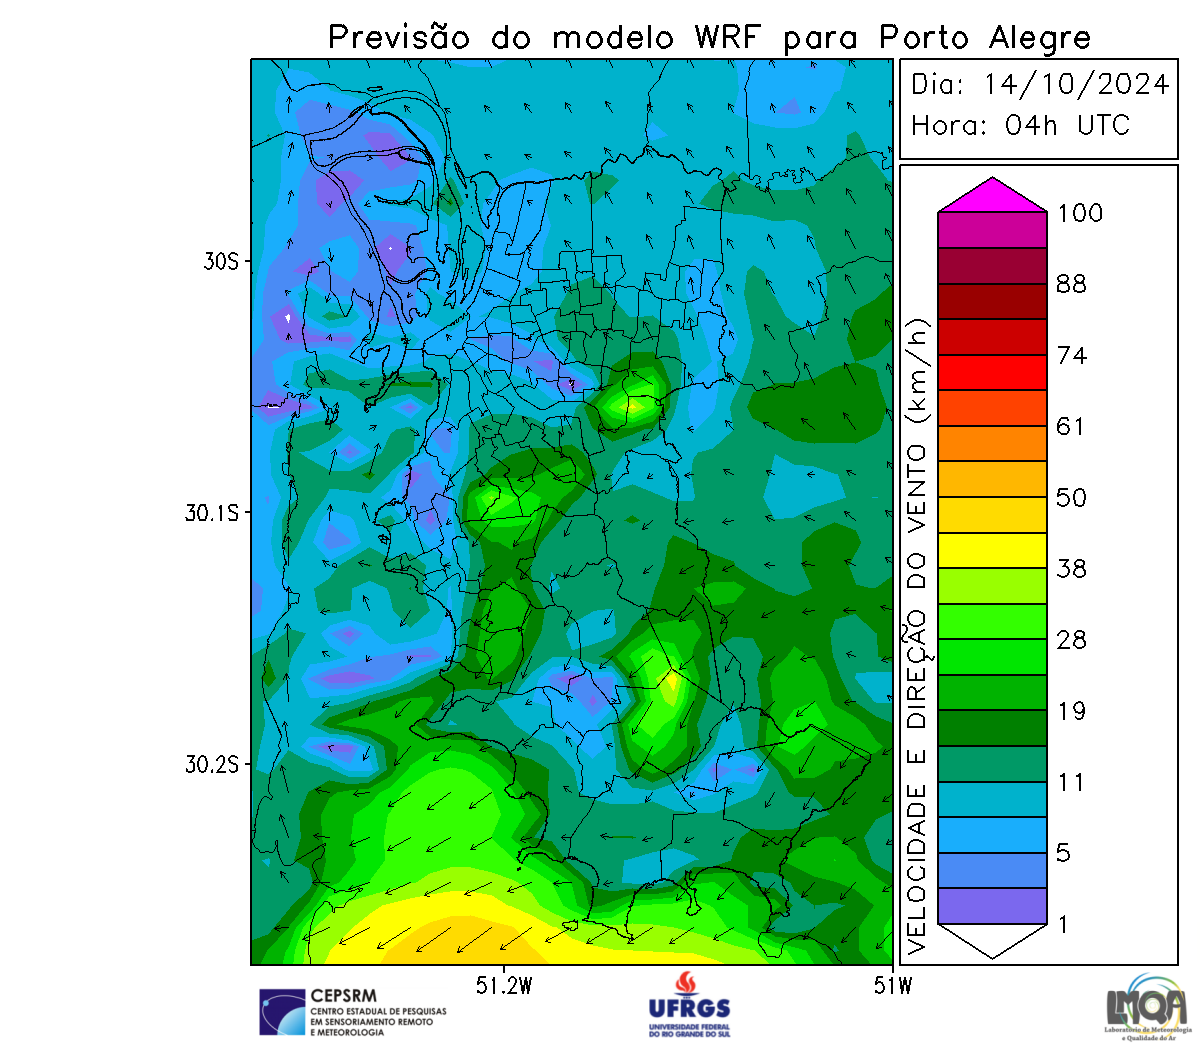 Previsão do modelo WRF para Porto Alegre
Dia: 14/10/2024
Hora: 04h UTC
30S
30.1S
30.2S
51.2W
51W
VELOCIDADE E DIREÇÃO DO VENTO (km/h)
100
88
74
61
50
38
28
19
11
5
1
CEPSRM
CENTRO ESTADUAL DE PESQUISAS
EM SENSORIAMENTO REMOTO
E METEOROLOGIA
UFRGS
UNIVERSIDADE FEDERAL
DO RIO GRANDE DO SUL
LMQA
Laboratório de Meteorologia
e Qualidade do Ar